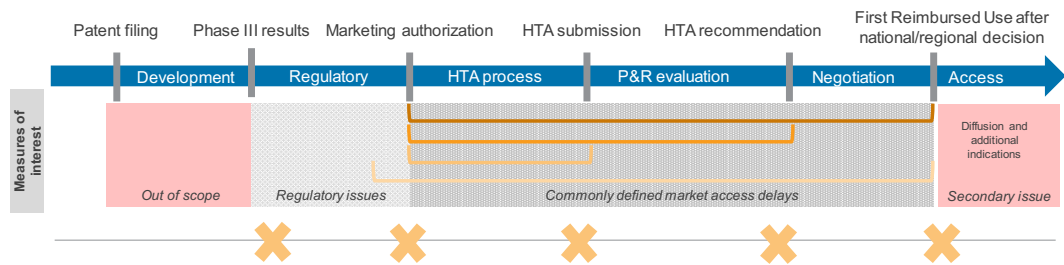 Patent filing
Phase III results
Marketing authorization
HTA submission
HTA recommendation
First Reimbursed Use after
national/regional decision
Development
Regulatory
HTA process
P&R evaluation
Negotiation
Access
Measures of
interest
Diffusion and
additional
indications
Out of scope
Regulatory issues
Commonly defined market access delays
Secondary issue